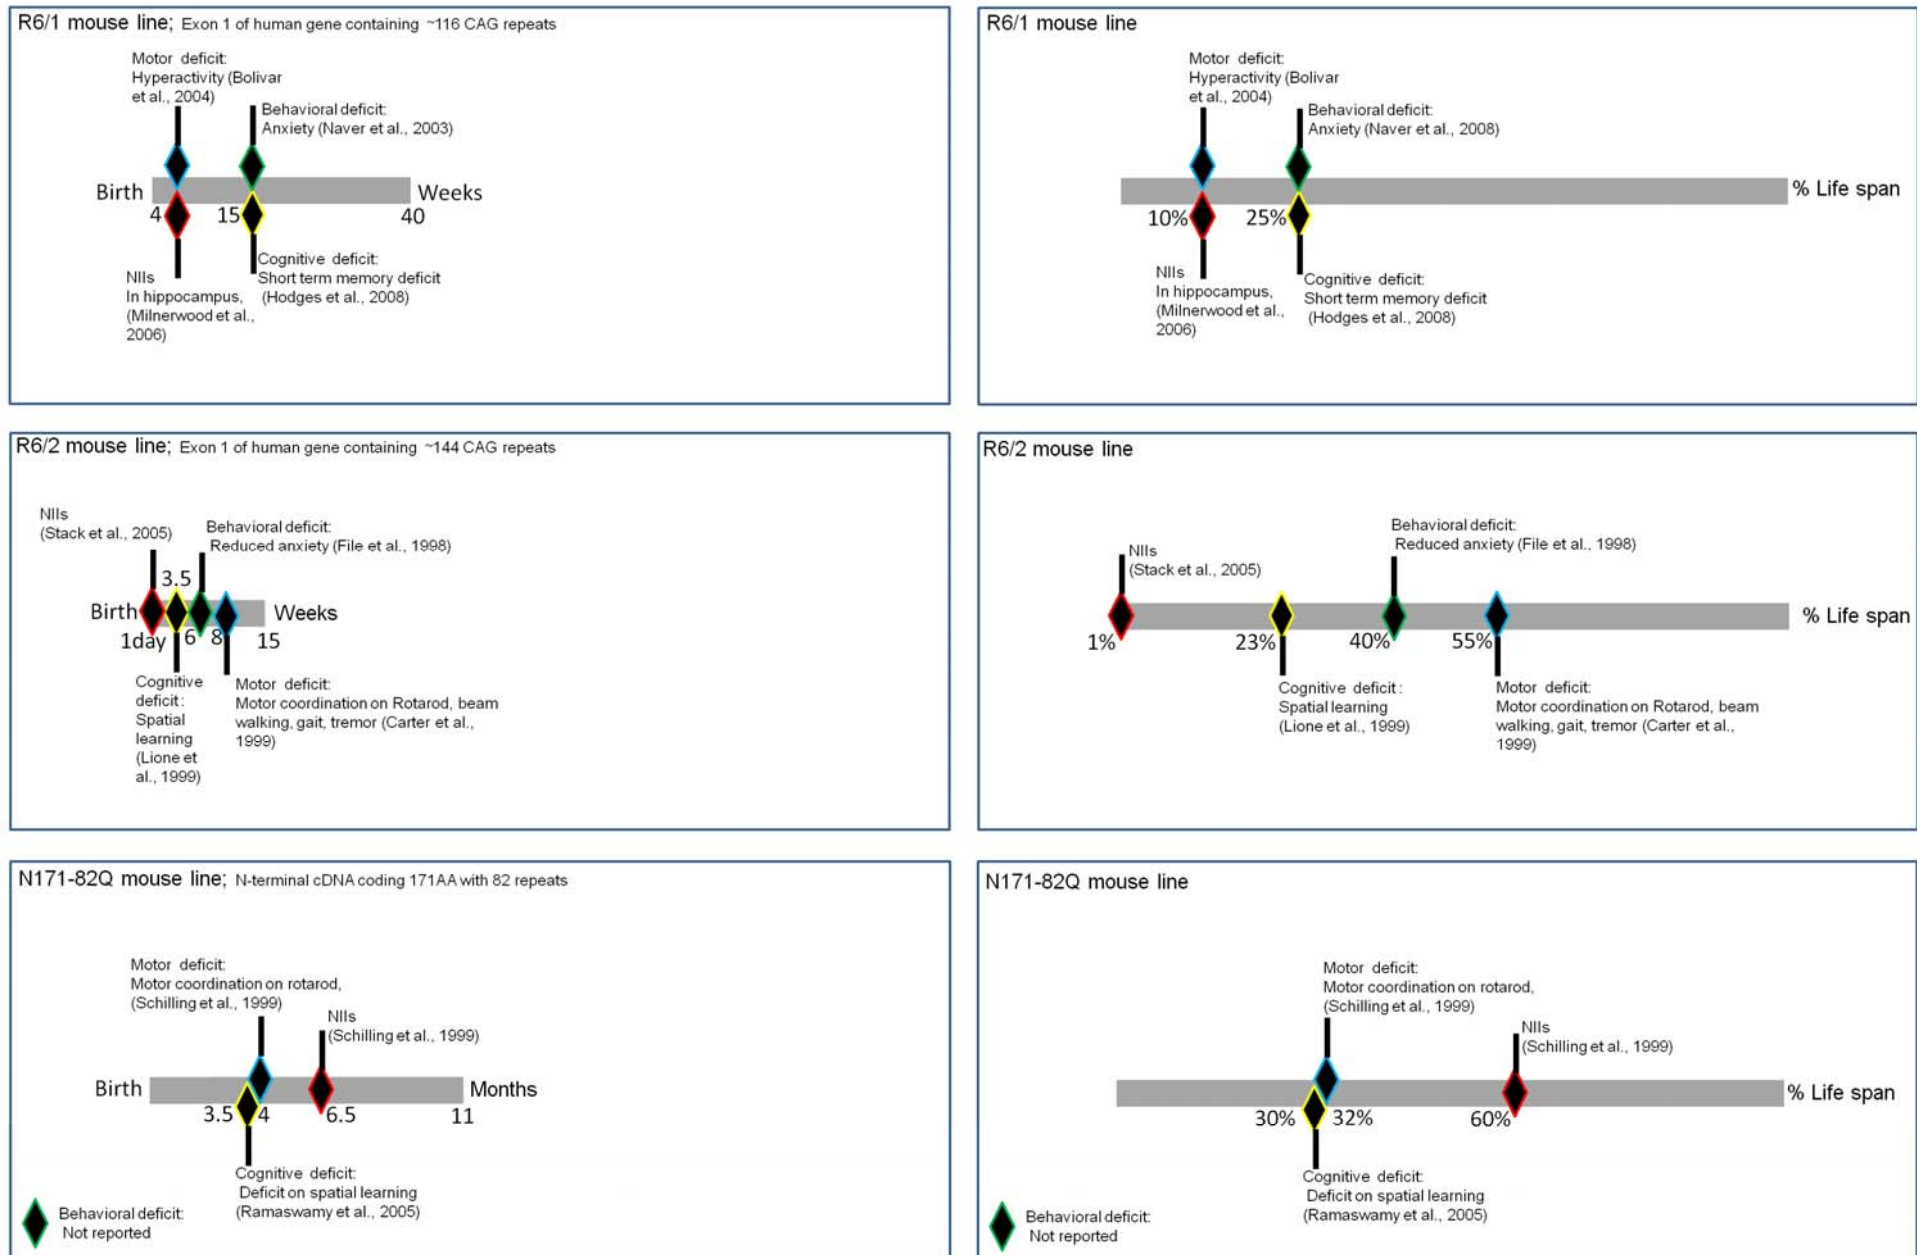 R6/1 mouse line; Exon 1 of human gene containing ~116 CAG repeats
Motor deficit:
Hyperactivity (Bolivar
et al., 2004)
Behavioral deficit:
Anxiety (Naver et al., 2003)
Birth
Weeks
4
15
40
NIIs
In hippocampus,
(Milnerwood et al.,
2006)
Cognitive deficit:
Short term memory deficit
(Hodges et al., 2008)
R6/1 mouse line
Motor deficit:
Hyperactivity (Bolivar
et al., 2004)
Behavioral deficit:
Anxiety (Naver et al., 2008)
% Life span
10%
25%
NIIs
In hippocampus,
(Milnerwood et al.,
2006)
Cognitive deficit:
Short term memory deficit
(Hodges et al., 2008)
R6/2 mouse line; Exon 1 of human gene containing ~144 CAG repeats
NIIs
(Stack et al., 2005)
Behavioral deficit:
Reduced anxiety (File et al., 1998)
3.5
Birth
Weeks
1day
6
8
15
Cognitive
deficit:
Spatial
learning
(Lione et
al., 1999)
Motor deficit:
Motor coordination on Rotarod, beam
walking, gait, tremor (Carter et al.,
1999)
R6/2 mouse line
NIIs
(Stack et al., 2005)
Behavioral deficit:
Reduced anxiety (File et al., 1998)
% Life span
1%
23%
40%
55%
Cognitive deficit:
Spatial learning
(Lione et al., 1999)
Motor deficit:
Motor coordination on Rotarod, beam
walking, gait, tremor (Carter et al.,
1999)
N171-82Q mouse line; N-terminal cDNA coding 171AA with 82 repeats
Motor deficit:
Motor coordination on rotarod,
(Schilling et al., 1999)
NIIs
(Schilling et al., 1999)
Birth
Months
3.5
4
6.5
11
Cognitive deficit:
Deficit on spatial learning
(Ramaswamy et al., 2005)
Behavioral deficit:
Not reported
N171-82Q mouse line
Motor deficit:
Motor coordination on rotarod,
(Schilling et al., 1999)
NIIs
(Schilling et al., 1999)
% Life span
30%
32%
60%
Cognitive deficit:
Deficit on spatial learning
(Ramaswamy et al., 2005)
Behavioral deficit:
Not reported